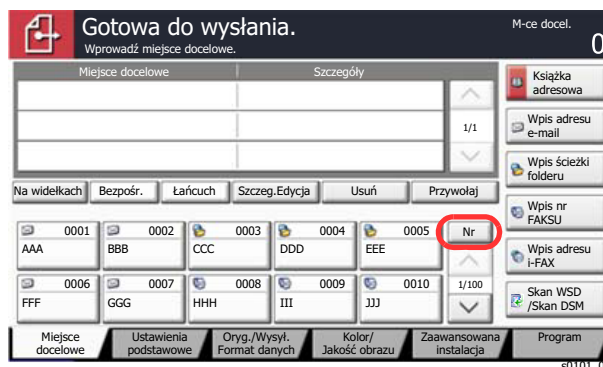 Gotowa do wysłania.
Wprowadź miejsce docelowe.
M-ce docel.
0
Miejsce docelowe
Szczegóły
1/1
Książka
adresowa
Wpis adresu
e-mail
Wpis ścieżki
folderu
Wpis nr
FAKSU
Wpis adresu
i-FAX
Skan WSD
/Skan DSM
Na widełkach Bezpośr. Łańcuch Szczeg.Edycja Usuń Przywołaj
0001 0002 0003 0004 0005 Nr
AAA BBB CCC DDD EEE
0006 0007 0008 0009 0010 1/100
FFF GGG HHH III JJJ
Miejsce
docelowe
Ustawienia
podstawowe
Oryg./Wysył.
Format danych
Kolor/
Jakość obrazu
Zaawansowana
instalacja
Program